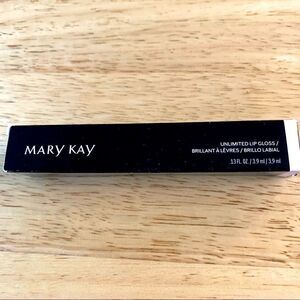 MARY KAY
UNLIMITED LIP GLOSS /
BRILLANT À LÈVRES / BRILLO LABIAL
.13 FL. OZ. / 3.9 ml / 3,9 ml